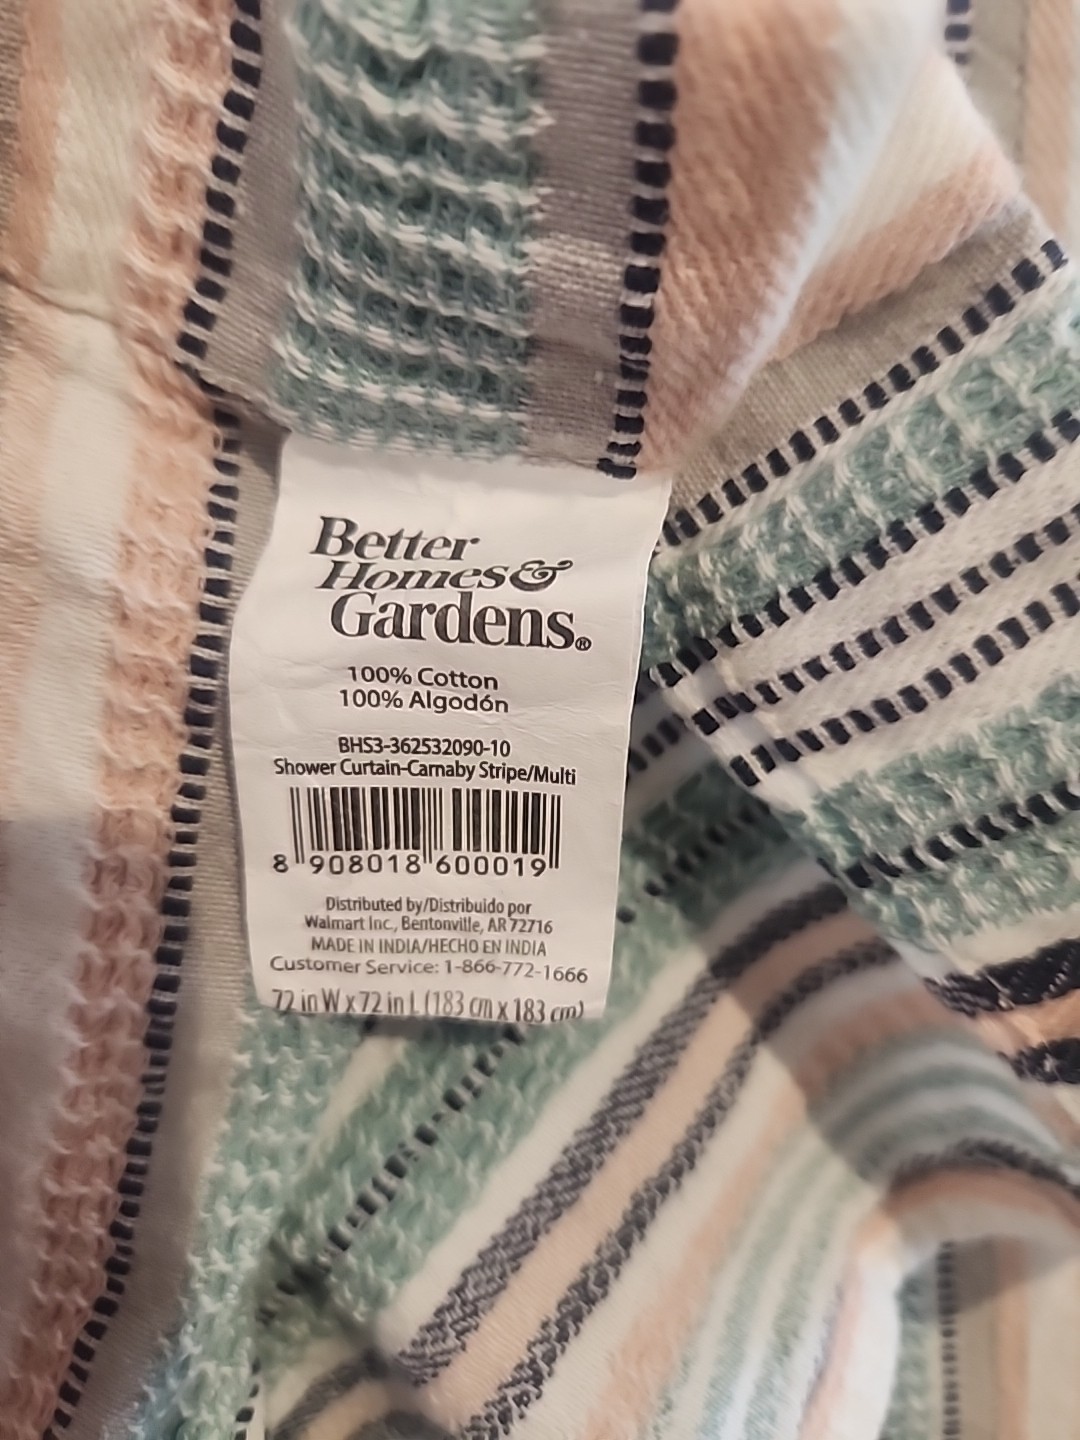 Better
Homes&
Gardens®
100% Cotton
100% Algodón
BHS3-362532090-10
Shower Curtain-Carnaby Stripe/Multi
8 908018 600019
Distributed by/Distribuido por
Walmart Inc., Bentonville, AR 72716
MADE IN INDIA/HECHO EN INDIA
Customer Service: 1-866-772-1666
72 in W x 72 in L (183 cm x 183 cm)